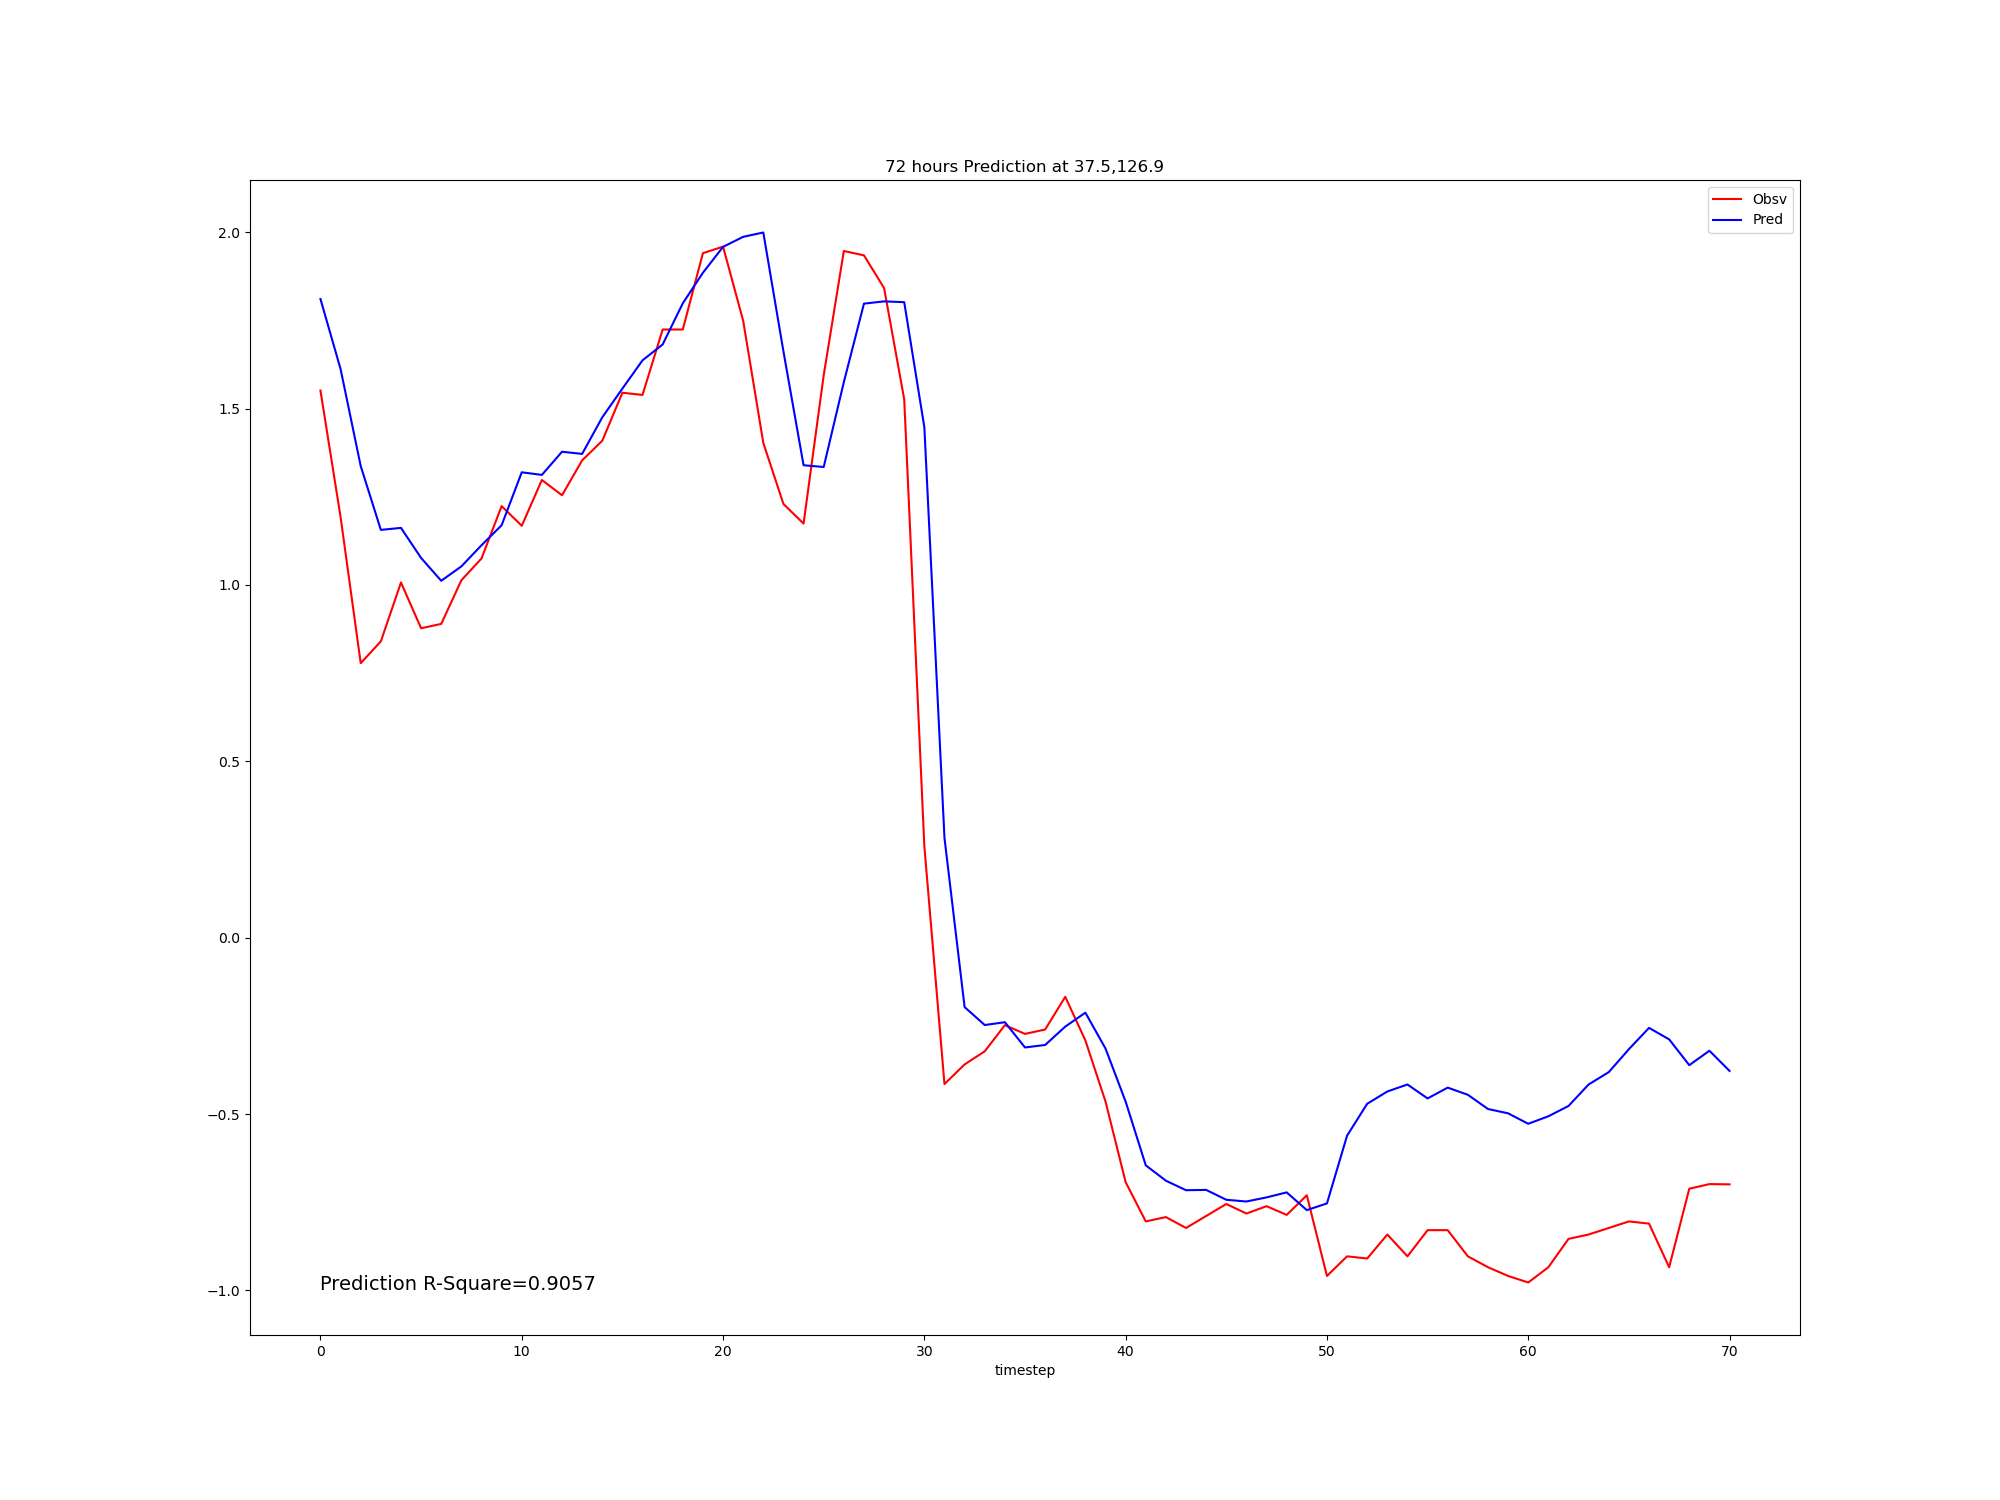 72 hours Prediction at 37.5,126.9
Obsv
Pred
2.0
1.5
1.0
0.5
0.0
−0.5
−1.0
Prediction R-Square=0.9057
0 10 20 30 40 50 60 70
timestep